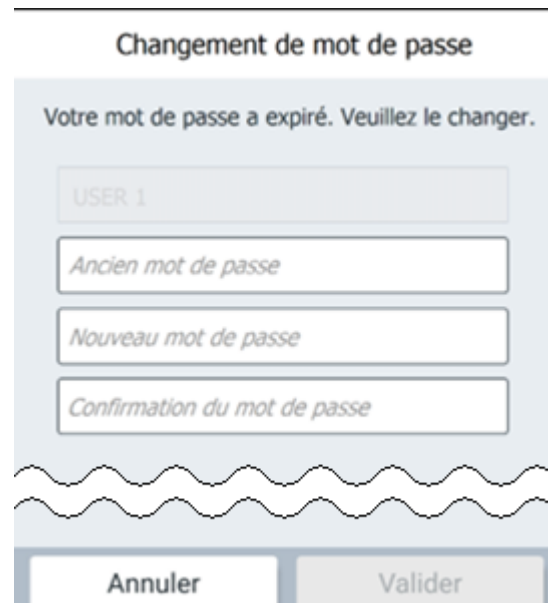 Changement de mot de passe
Votre mot de passe a expiré. Veuillez le changer.
USER 1
Ancien mot de passe
Nouveau mot de passe
Confirmation du mot de passe
Annuler
Valider